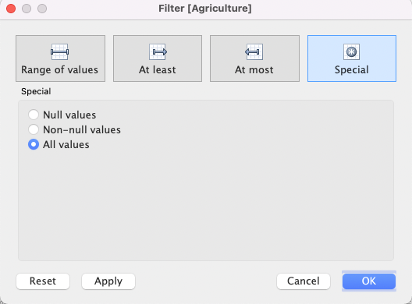 Filter [Agriculture]
Range of values At least At most Special
Special
Null values
Non-null values
All values
Reset Apply Cancel OK